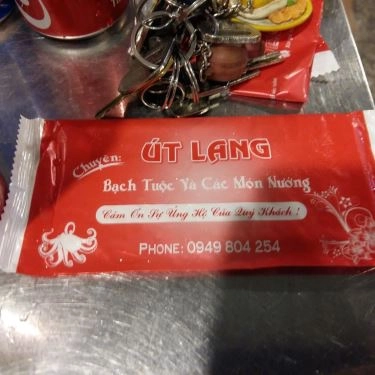 Chuyên:
ÚT LANG
Bạch Tuộc Và Các Món Nướng
Cám Ơn Sự Ủng Hộ Của Quý Khách !
PHONE: 0949 804 254